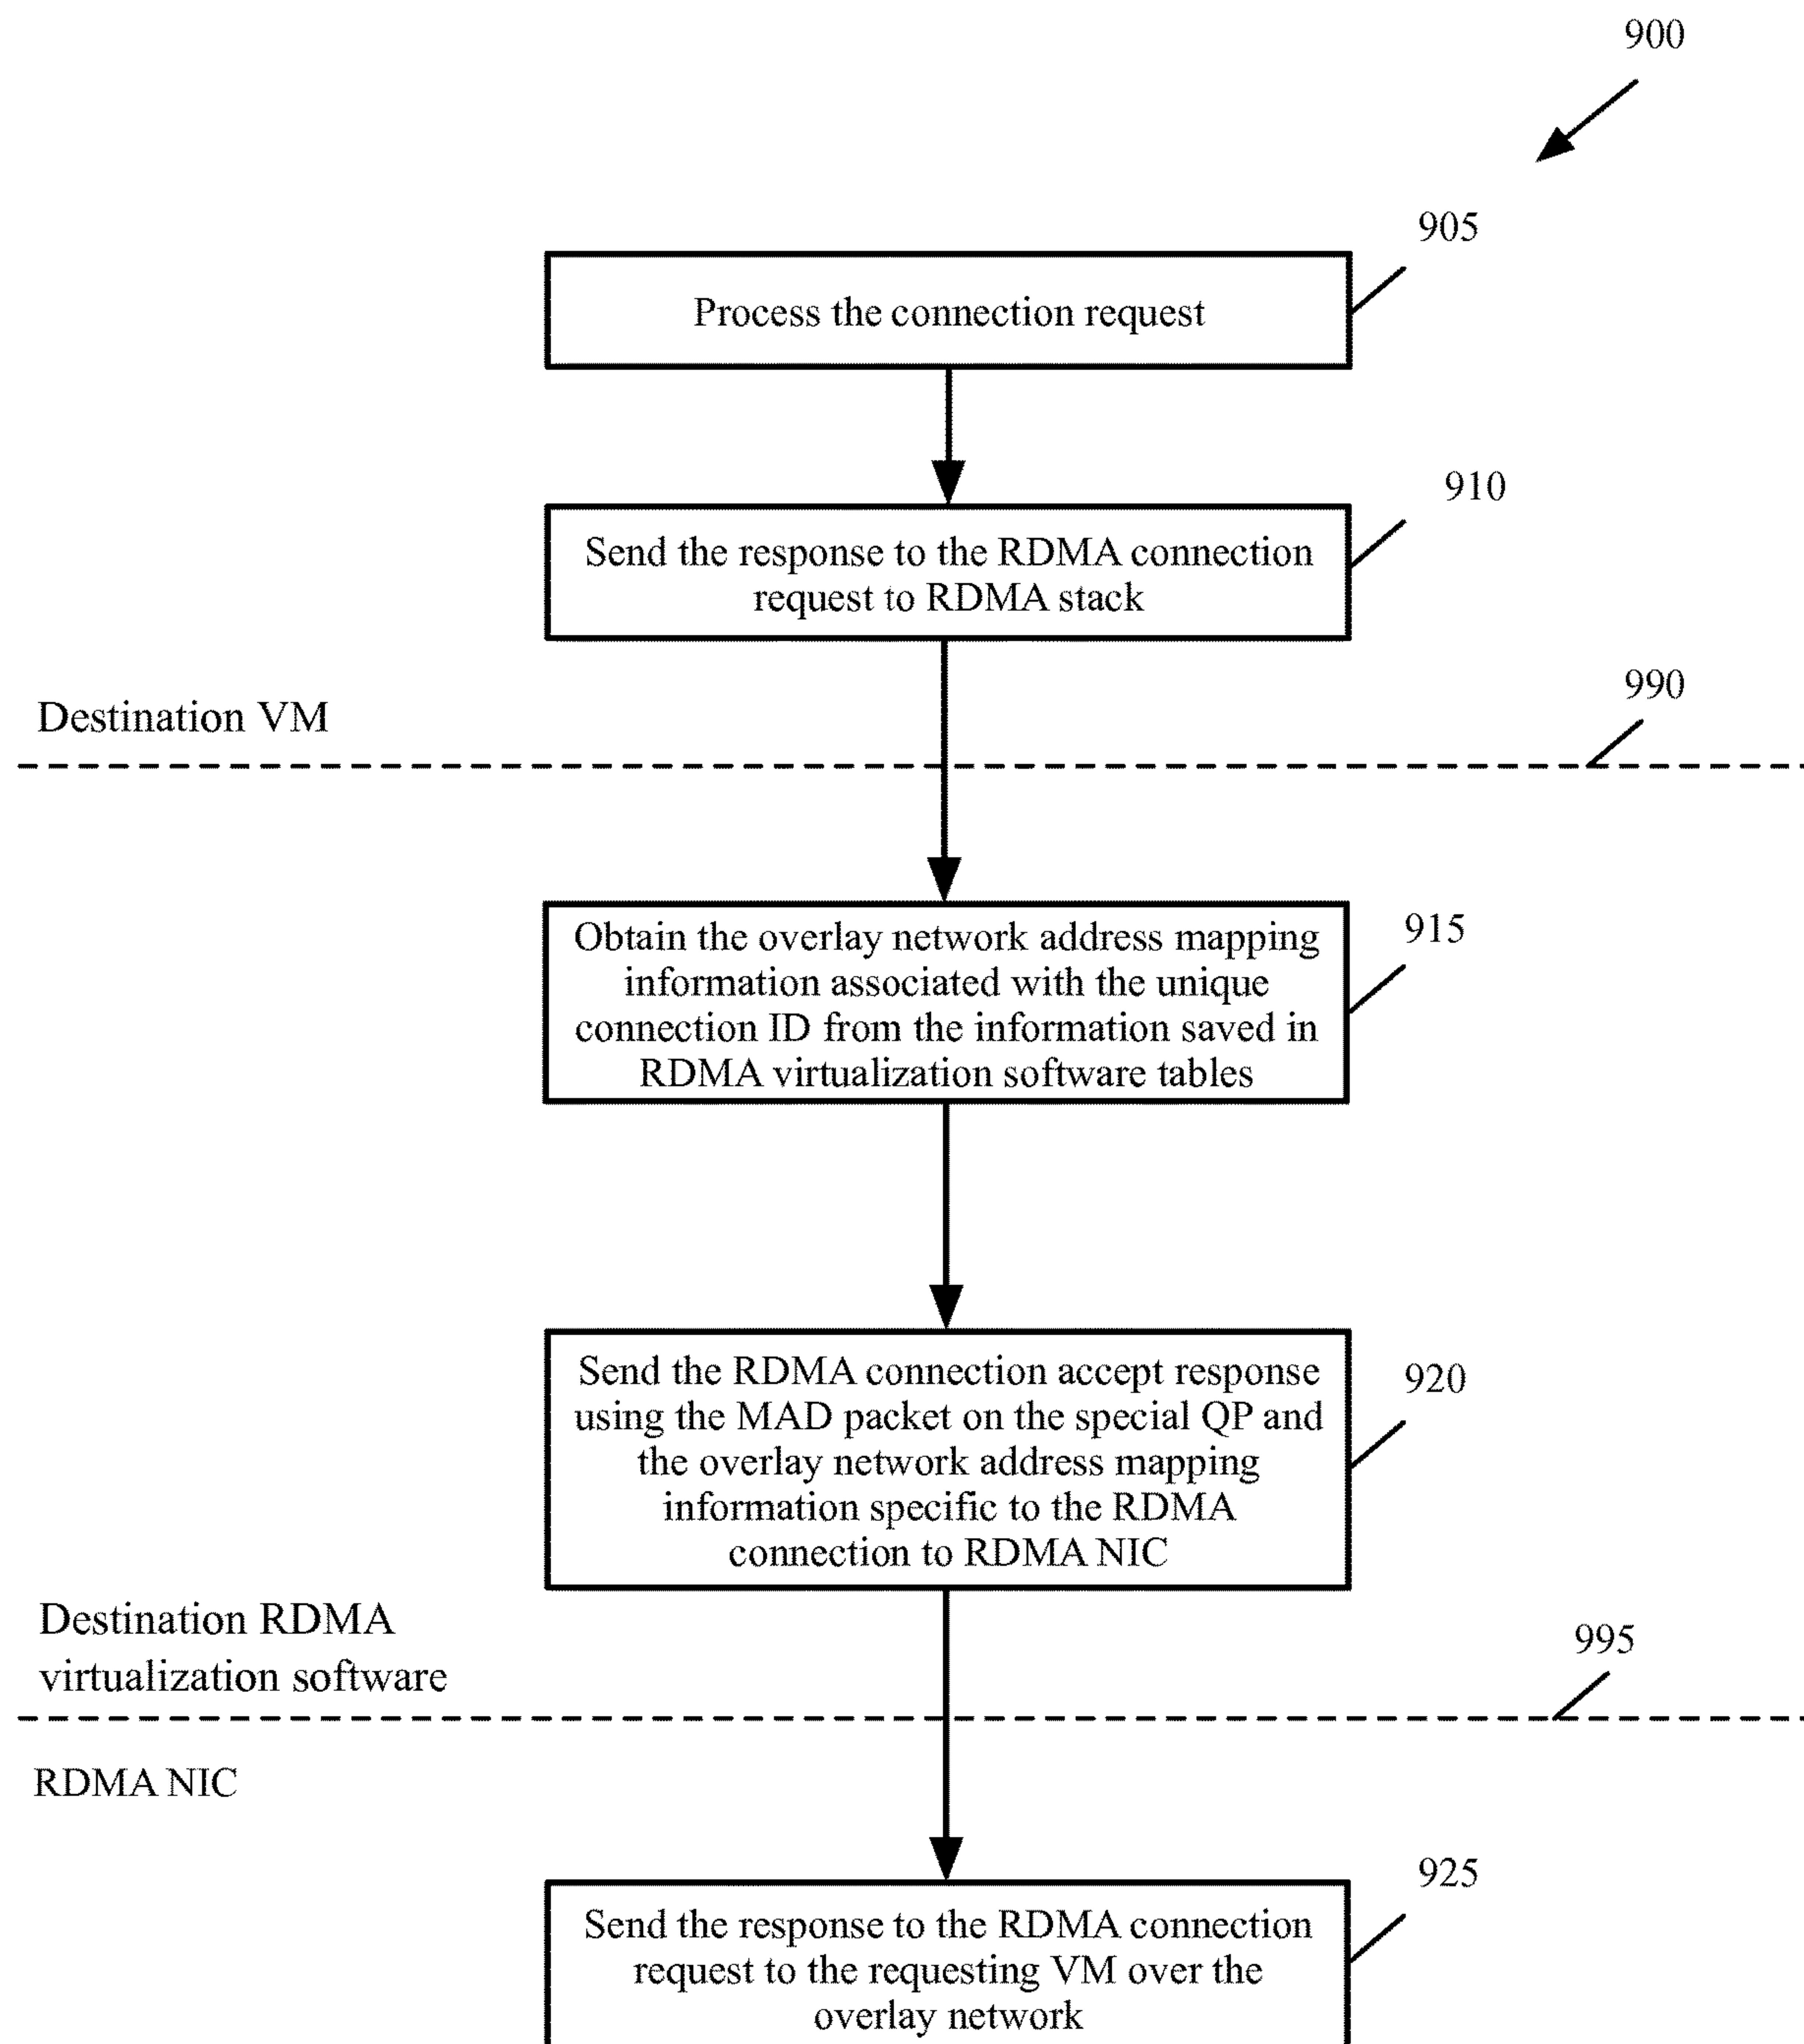 900
905
Process the connection request
910
Send the response to the RDMA connection
request to RDMA stack
990
Destination VM
915
Obtain the overlay network address mapping
information associated with the unique
connection ID from the information saved in
RDMA virtualization software tables
920
Send the RDMA connection accept response
using the MAD packet on the special QP and
the overlay network address mapping
information specific to the RDMA
connection to RDMA NIC
Destination RDMA
virtualization software
995
RDMA NIC
925
Send the response to the RDMA connection
request to the requesting VM over the
overlay network